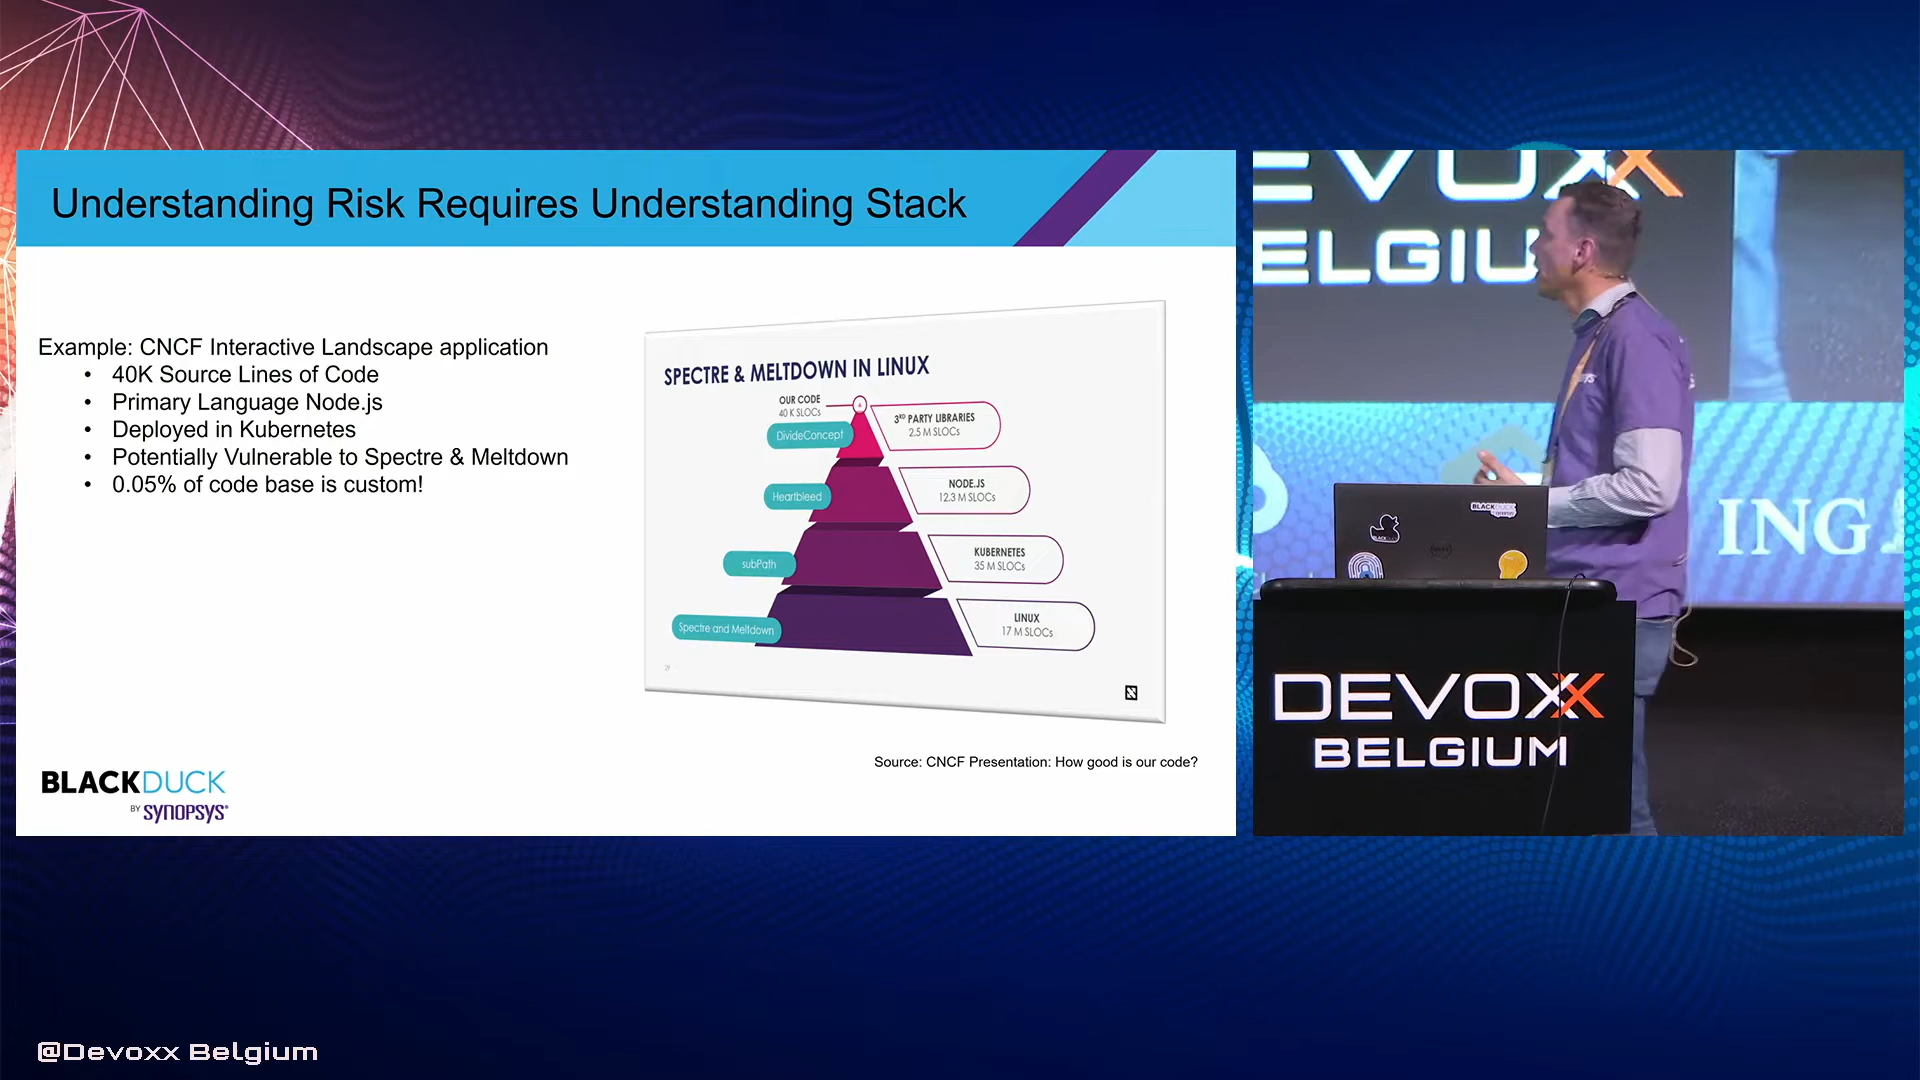 Understanding Risk Requires Understanding Stack
Example: CNCF Interactive Landscape application
• 40K Source Lines of Code
• Primary Language Node.js
• Deployed in Kubernetes
• Potentially Vulnerable to Spectre & Meltdown
• 0.05% of code base is custom!
SPECTRE & MELTDOWN IN LINUX
OUR CODE
40 K SLOCs
DivideConcept
3RD PARTY LIBRARIES
2.5 M SLOCs
Heartbleed
NODE.JS
12.3 M SLOCs
subPath
KUBERNETES
35 M SLOCs
Spectre and Meltdown
LINUX
17 M SLOCs
Source: CNCF Presentation: How good is our code?
BLACKDUCK
BY SYNOPSYS®
EVOXX
ELGIU
ING
BLACKDUCK
DEVOXX
BELGIUM
@Devoxx Belgium